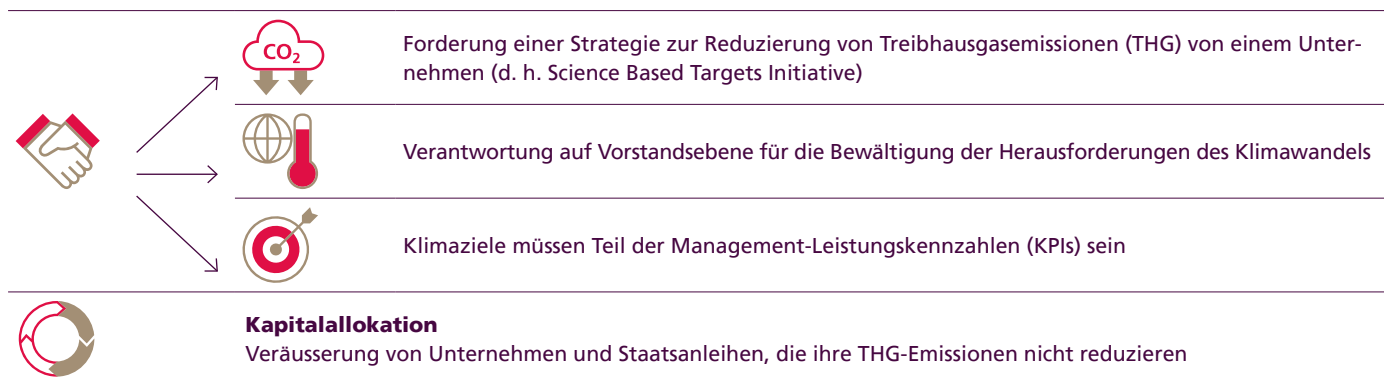 CO₂
Forderung einer Strategie zur Reduzierung von Treibhausgasemissionen (THG) von einem Unter-
nehmen (d. h. Science Based Targets Initiative)
Verantwortung auf Vorstandsebene für die Bewältigung der Herausforderungen des Klimawandels
Klimaziele müssen Teil der Management-Leistungskennzahlen (KPIs) sein
Kapitalallokation
Veräusserung von Unternehmen und Staatsanleihen, die ihre THG-Emissionen nicht reduzieren